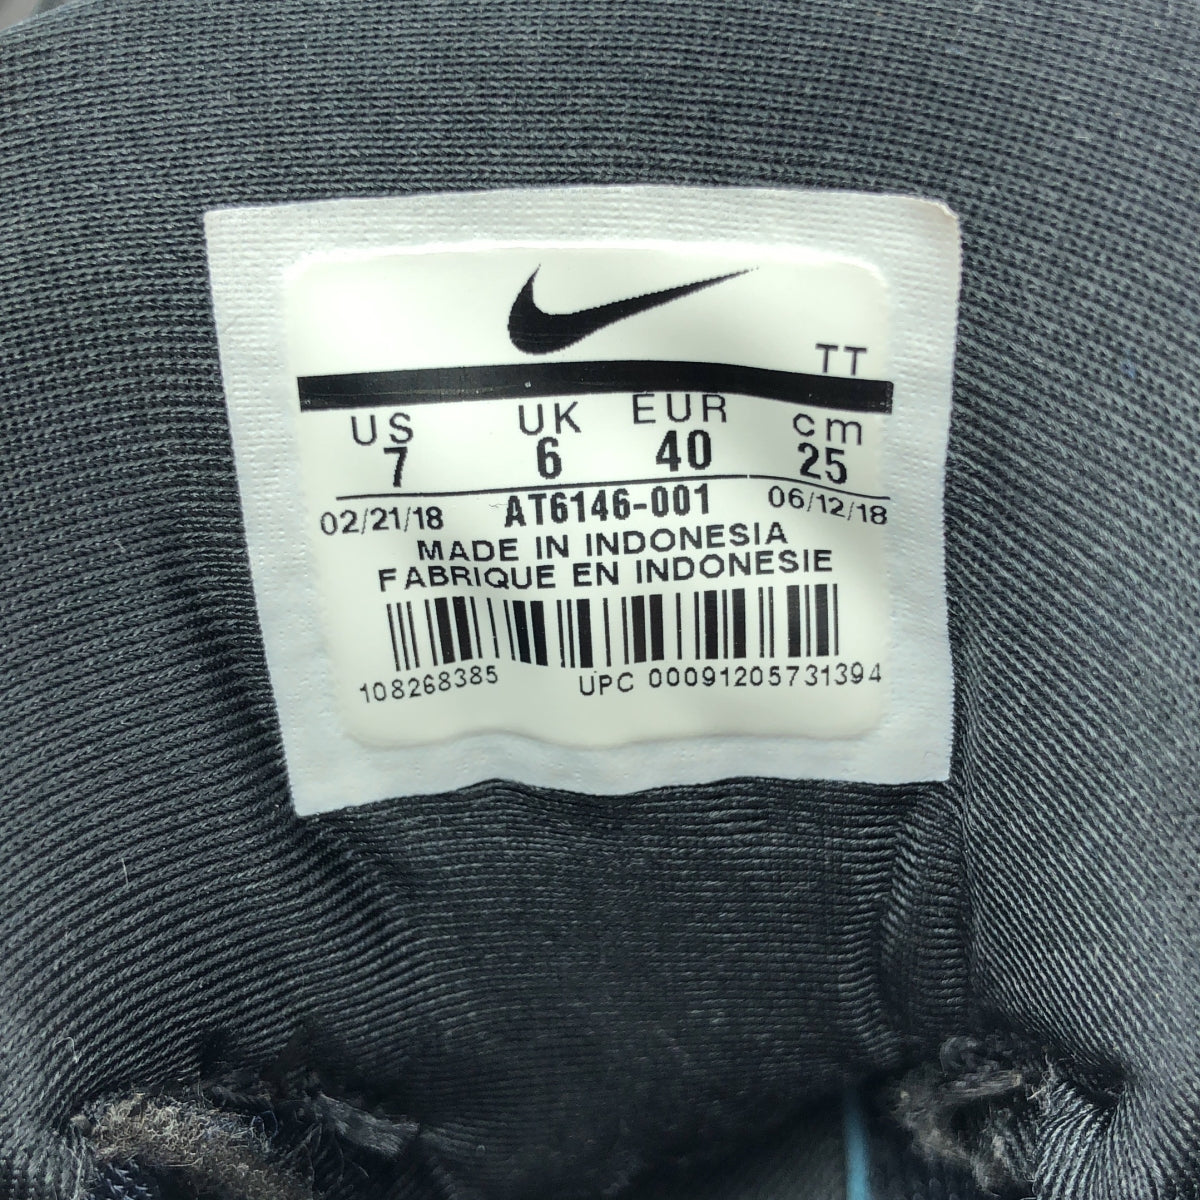 TT
US UK EUR cm
7 6 40 25
02/21/18 AT6146-001 06/12/18
MADE IN INDONESIA
FABRIQUE EN INDONESIE
108268385 UPC 00091205731394